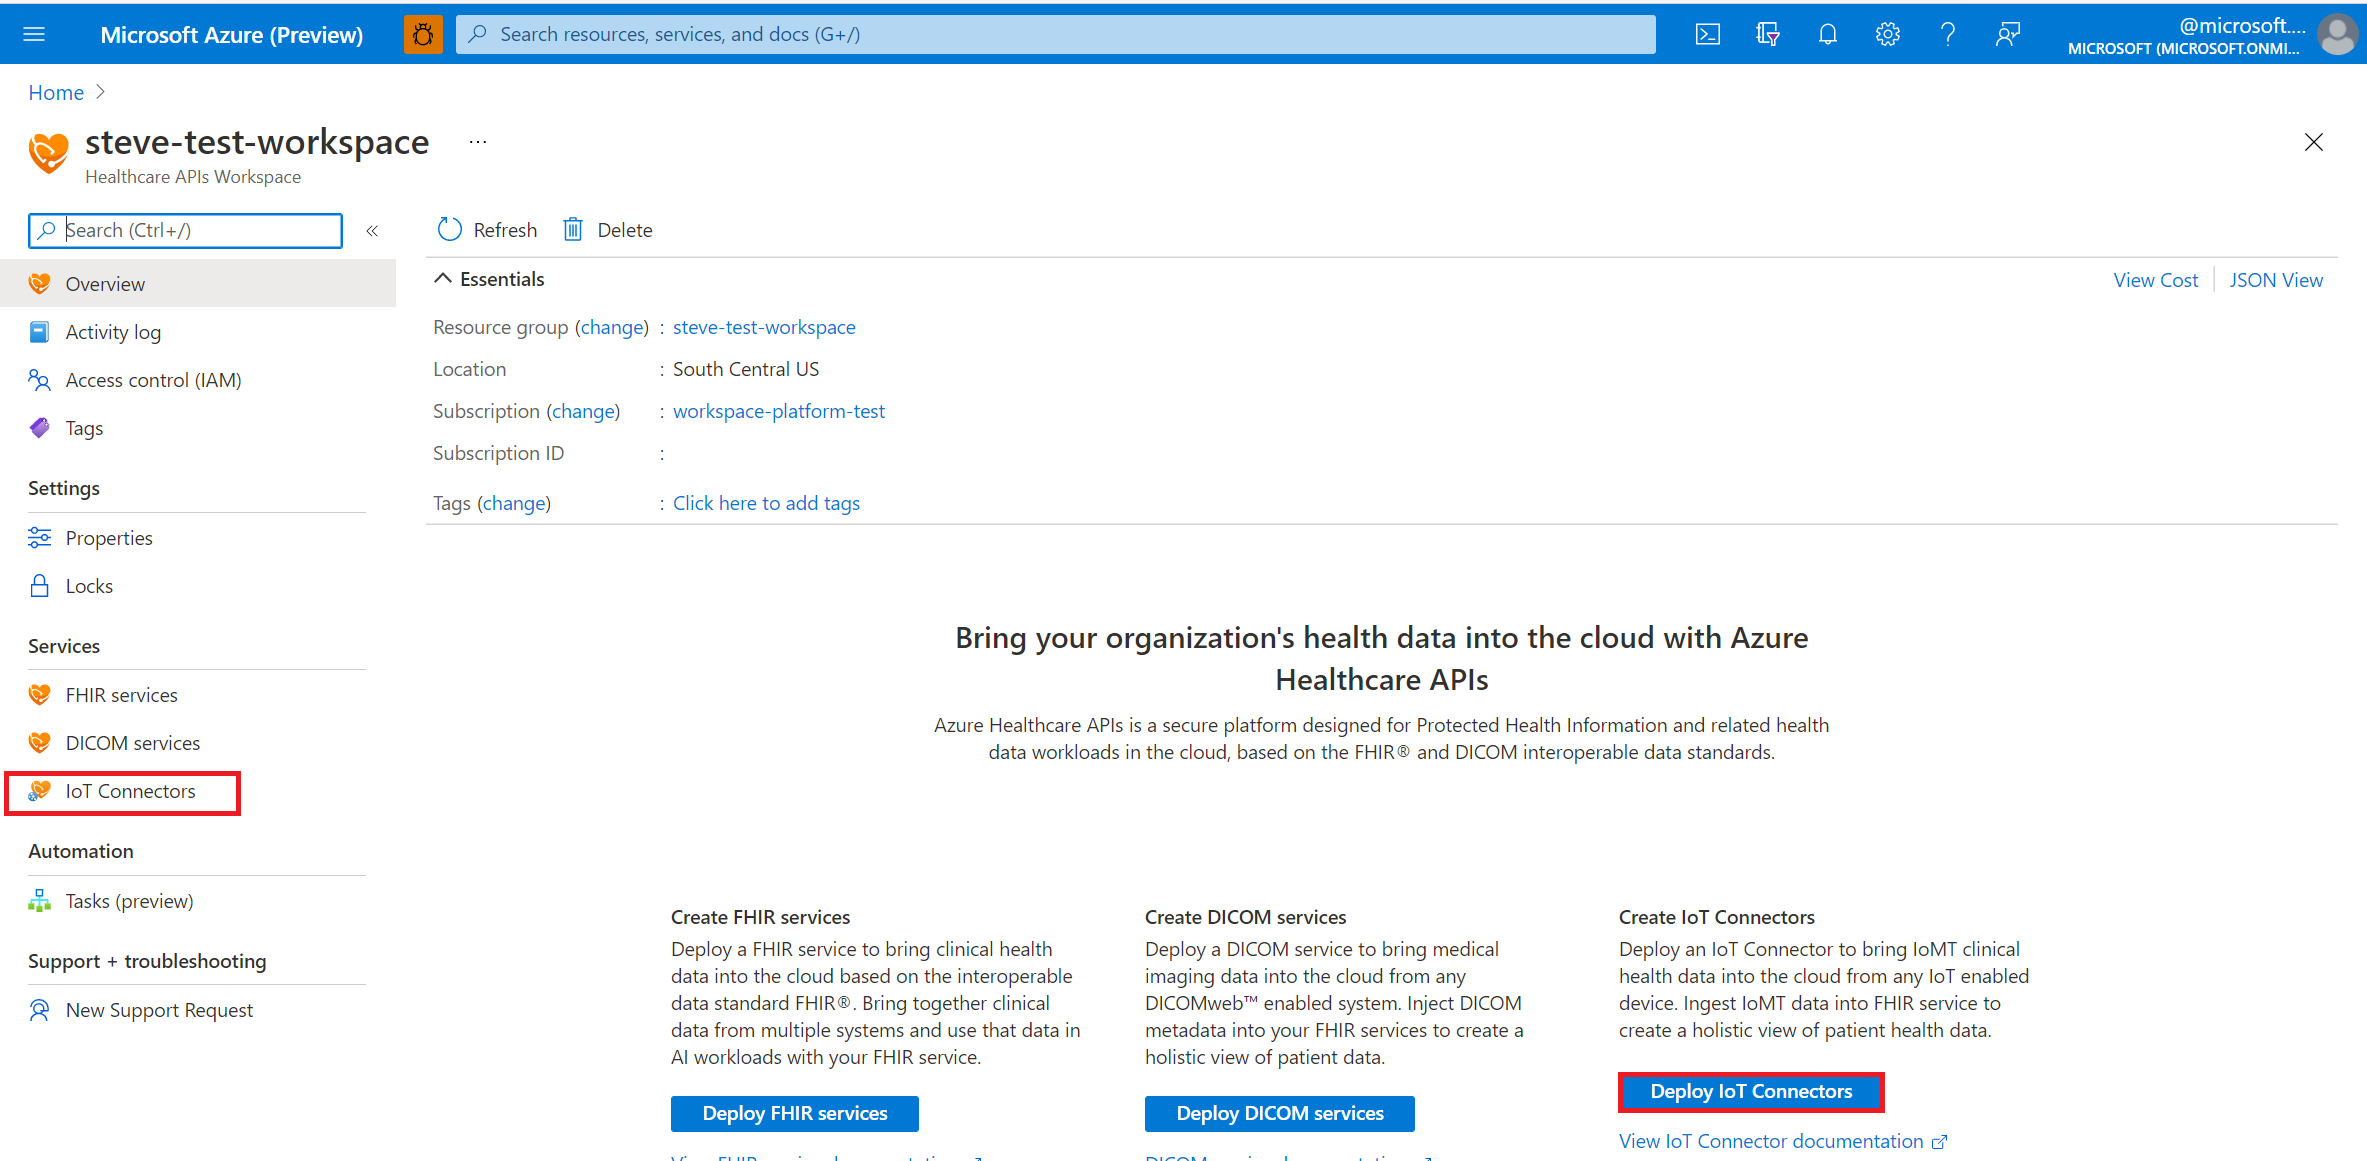 Microsoft Azure (Preview)
Search resources, services, and docs (G+/)
@microsoft....
MICROSOFT (MICROSOFT.ONMI...
Home
steve-test-workspace ...
Healthcare APIs Workspace
Search (Ctrl+/)
«
Overview
Activity log
Access control (IAM)
Tags
Settings
Properties
Locks
Services
FHIR services
DICOM services
IoT Connectors
Automation
Tasks (preview)
Support + troubleshooting
New Support Request
Refresh
Delete
Essentials
View Cost
JSON View
Resource group (change) : steve-test-workspace
Location : South Central US
Subscription (change) : workspace-platform-test
Subscription ID :
Tags (change) : Click here to add tags
Bring your organization's health data into the cloud with Azure
Healthcare APIs
Azure Healthcare APIs is a secure platform designed for Protected Health Information and related health
data workloads in the cloud, based on the FHIR® and DICOM interoperable data standards.
Create FHIR services
Deploy a FHIR service to bring clinical health
data into the cloud based on the interoperable
data standard FHIR®. Bring together clinical
data from multiple systems and use that data in
AI workloads with your FHIR service.
Deploy FHIR services
Create DICOM services
Deploy a DICOM service to bring medical
imaging data into the cloud from any
DICOMweb™ enabled system. Inject DICOM
metadata into your FHIR services to create a
holistic view of patient data.
Deploy DICOM services
Create IoT Connectors
Deploy an IoT Connector to bring IoMT clinical
health data into the cloud from any IoT enabled
device. Ingest IoMT data into FHIR service to
create a holistic view of patient health data.
Deploy IoT Connectors
View IoT Connector documentation